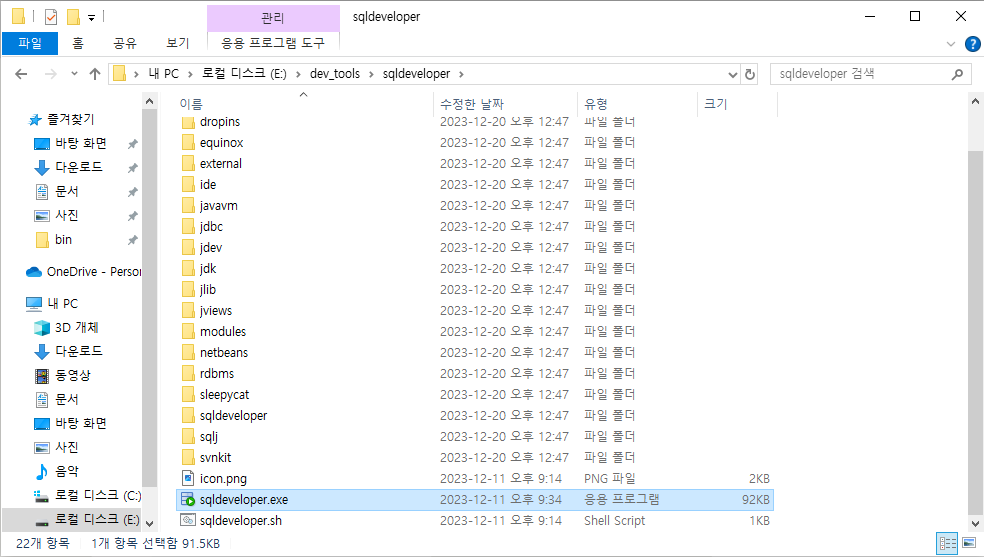 관리
sqldeveloper
파일
홈
공유
보기
응용 프로그램 도구
내 PC
로컬 디스크 (E:)
dev_tools
sqldeveloper
sqldeveloper 검색
즐겨찾기
바탕 화면
다운로드
문서
사진
bin
OneDrive - Person
내 PC
3D 개체
다운로드
동영상
문서
바탕 화면
사진
음악
로컬 디스크 (C:)
로컬 디스크 (E:)
이름 수정한 날짜 유형 크기
dropins 2023-12-20 오후 12:47 파일 폴더
equinox 2023-12-20 오후 12:47 파일 폴더
external 2023-12-20 오후 12:47 파일 폴더
ide 2023-12-20 오후 12:47 파일 폴더
javavm 2023-12-20 오후 12:47 파일 폴더
jdbc 2023-12-20 오후 12:47 파일 폴더
jdev 2023-12-20 오후 12:47 파일 폴더
jdk 2023-12-20 오후 12:47 파일 폴더
jlib 2023-12-20 오후 12:47 파일 폴더
jviews 2023-12-20 오후 12:47 파일 폴더
modules 2023-12-20 오후 12:47 파일 폴더
netbeans 2023-12-20 오후 12:47 파일 폴더
rdbms 2023-12-20 오후 12:47 파일 폴더
sleepycat 2023-12-20 오후 12:47 파일 폴더
sqldeveloper 2023-12-20 오후 12:47 파일 폴더
sqlj 2023-12-20 오후 12:47 파일 폴더
svnkit 2023-12-20 오후 12:47 파일 폴더
icon.png 2023-12-11 오후 9:14 PNG 파일 2KB
sqldeveloper.exe 2023-12-11 오후 9:34 응용 프로그램 92KB
sqldeveloper.sh 2023-12-11 오후 9:14 Shell Script 1KB
22개 항목
1개 항목 선택함 91.5KB